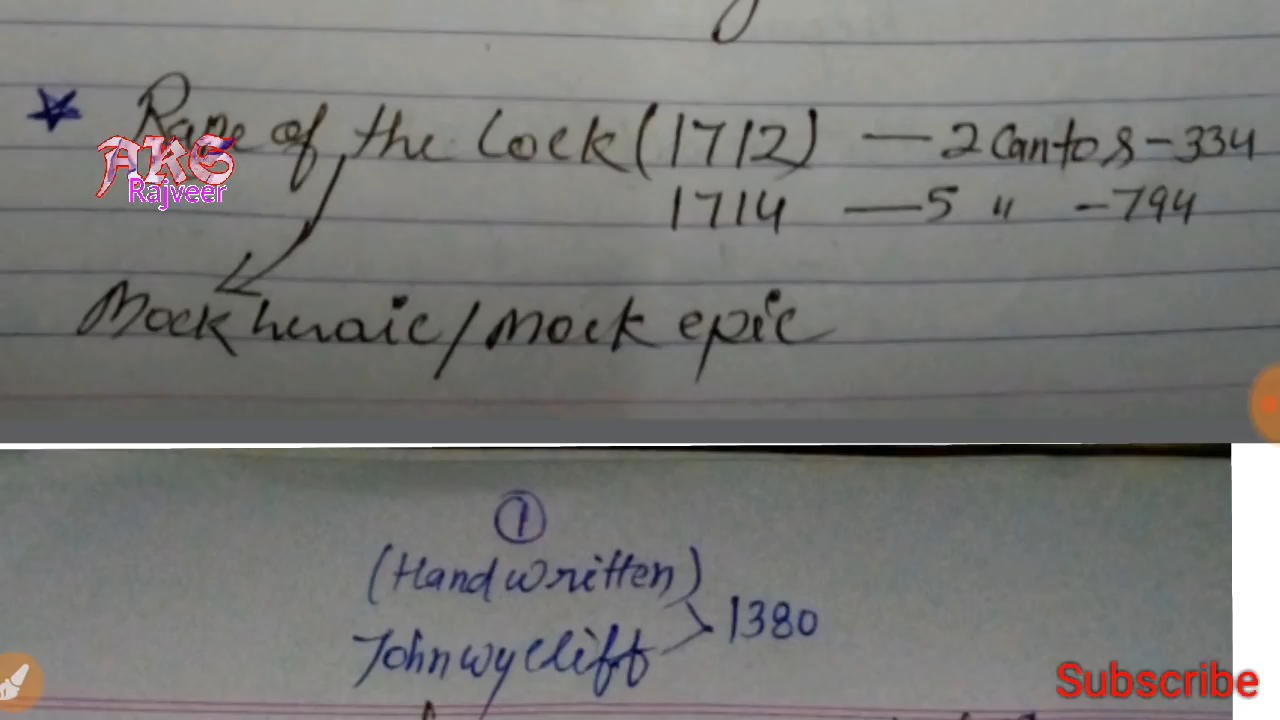 Rape of the Lock (1712) — 2 Cantos - 334
AKG
Rajveer
1714 — 5 " - 794
Mock heroic / Mock epic
①
(Handwritten)
John wycliff > 1380
Subscribe